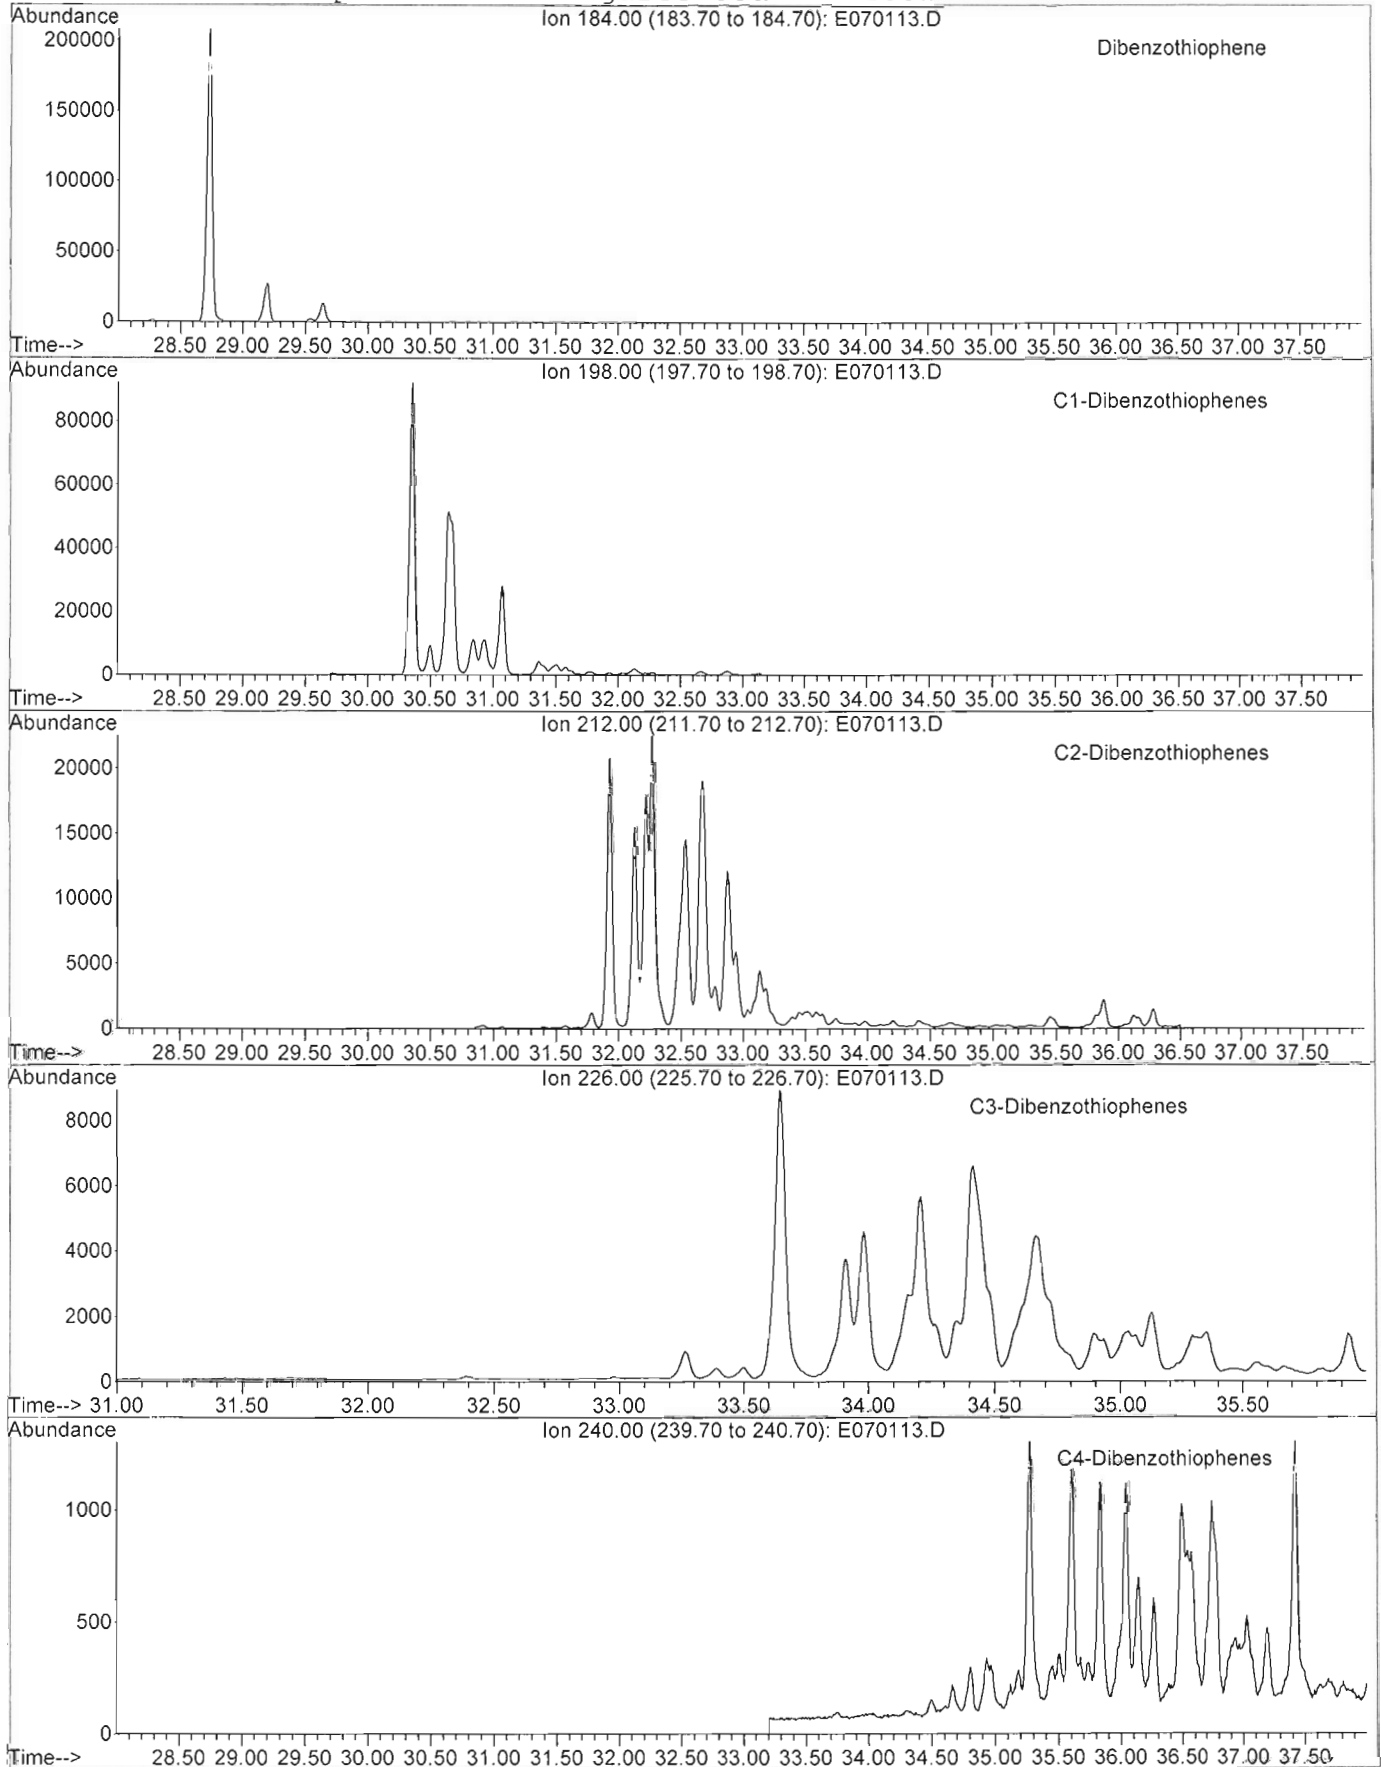 Abundance
Ion 184.00 (183.70 to 184.70): E070113.D
Dibenzothiophene
200000
150000
100000
50000
0
Time--> 28.50 29.00 29.50 30.00 30.50 31.00 31.50 32.00 32.50 33.00 33.50 34.00 34.50 35.00 35.50 36.00 36.50 37.00 37.50
Abundance
Ion 198.00 (197.70 to 198.70): E070113.D
C1-Dibenzothiophenes
80000
60000
40000
20000
0
Time--> 28.50 29.00 29.50 30.00 30.50 31.00 31.50 32.00 32.50 33.00 33.50 34.00 34.50 35.00 35.50 36.00 36.50 37.00 37.50
Abundance
Ion 212.00 (211.70 to 212.70): E070113.D
C2-Dibenzothiophenes
20000
15000
10000
5000
0
Time--> 28.50 29.00 29.50 30.00 30.50 31.00 31.50 32.00 32.50 33.00 33.50 34.00 34.50 35.00 35.50 36.00 36.50 37.00 37.50
Abundance
Ion 226.00 (225.70 to 226.70): E070113.D
C3-Dibenzothiophenes
8000
6000
4000
2000
0
Time--> 31.00 31.50 32.00 32.50 33.00 33.50 34.00 34.50 35.00 35.50
Abundance
Ion 240.00 (239.70 to 240.70): E070113.D
C4-Dibenzothiophenes
1000
500
0
Time--> 28.50 29.00 29.50 30.00 30.50 31.00 31.50 32.00 32.50 33.00 33.50 34.00 34.50 35.00 35.50 36.00 36.50 37.00 37.50